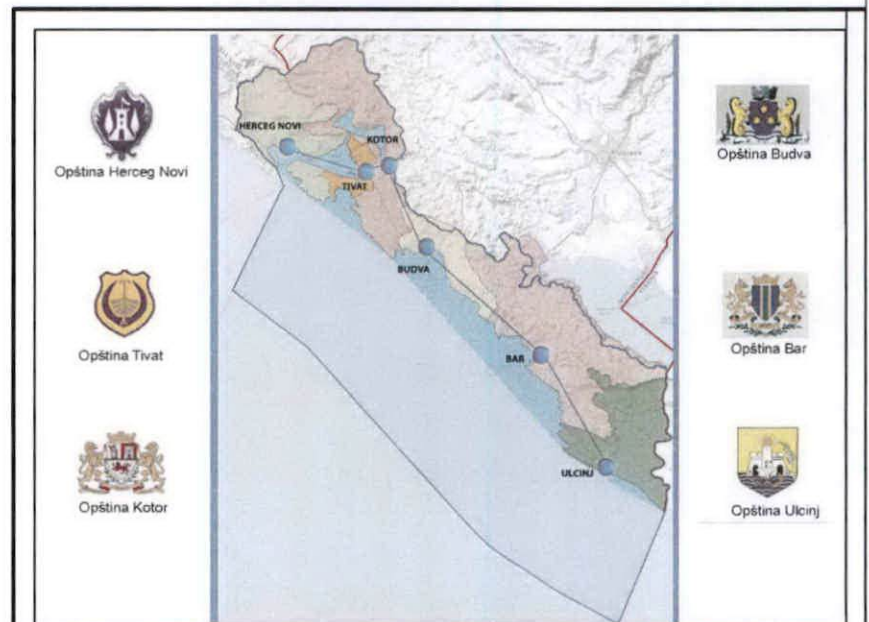 Opština Herceg Novi
Opština Tivat
Opština Kotor
HERCEG NOVI
KOTOR
TIVAT
BUDVA
BAR
ULCINJ
Opština Budva
Opština Bar
Opština Ulcinj